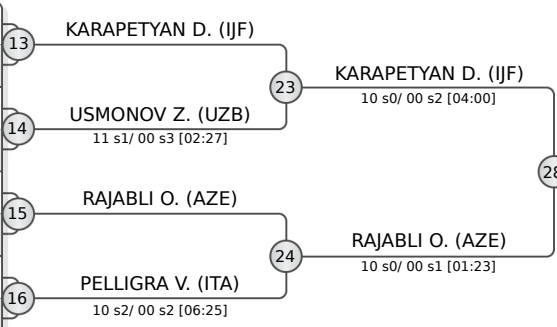 KARAPETYAN D. (IJF)
13
KARAPETYAN D. (IJF)
23
10 s0/ 00 s2 [04:00]
USMONOV Z. (UZB)
14
11 s1/ 00 s3 [02:27]
28
RAJABLI O. (AZE)
15
RAJABLI O. (AZE)
24
10 s0/ 00 s1 [01:23]
PELLIGRA V. (ITA)
16
10 s2/ 00 s2 [06:25]